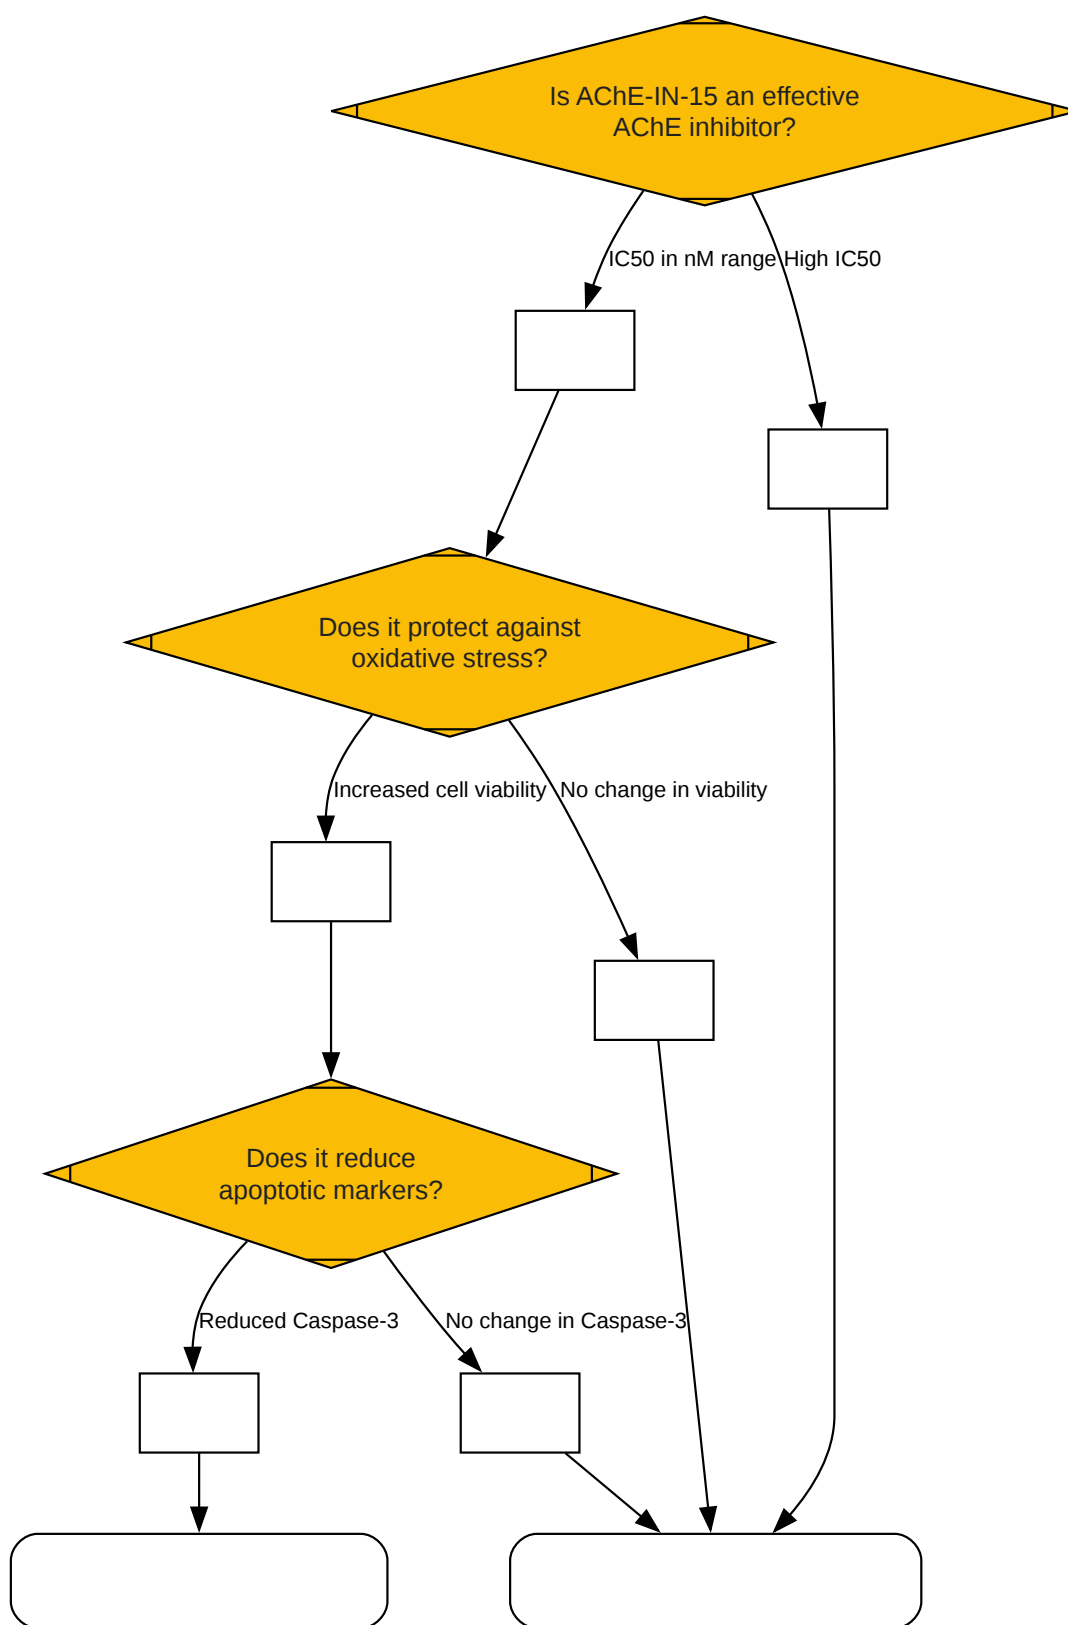 Is AChE-IN-15 an effective
AChE inhibitor?
IC50 in nM range
High IC50
Does it protect against
oxidative stress?
Increased cell viability
No change in viability
Does it reduce
apoptotic markers?
Reduced Caspase-3
No change in Caspase-3